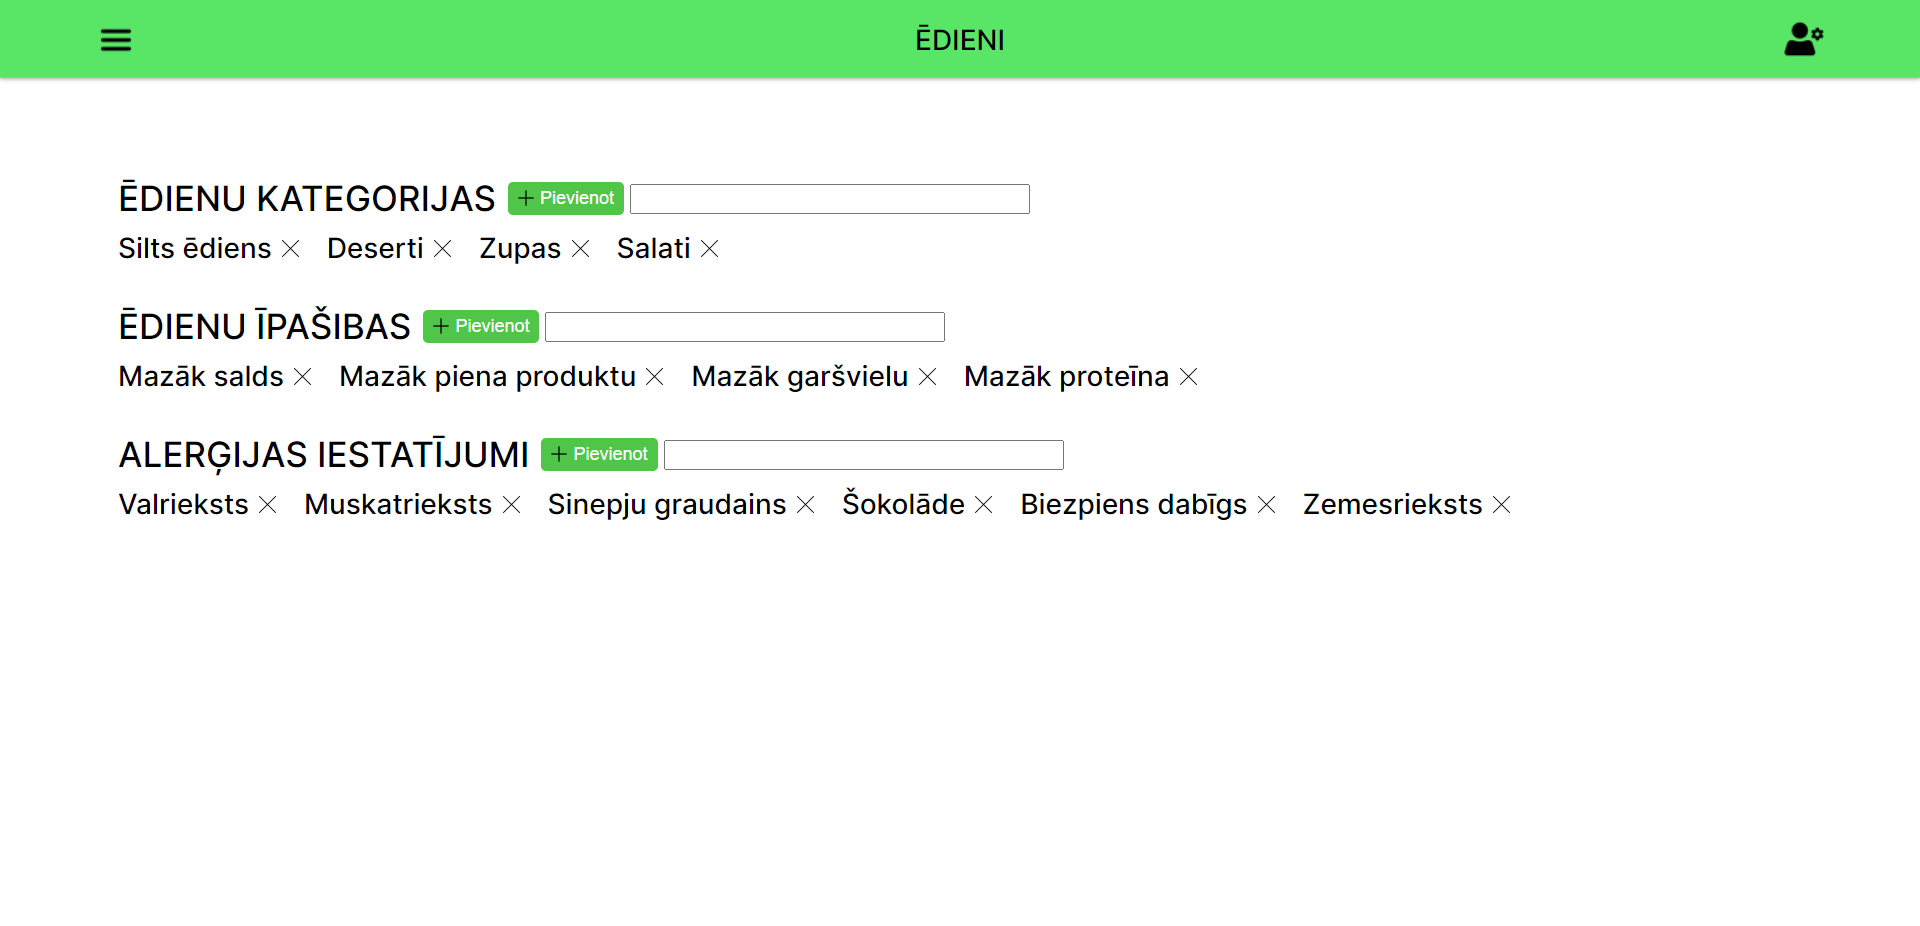 ĒDIENI
ĒDIENU KATEGORIJAS + Pievienot
Silts ēdiens × Deserti × Zupas × Salati ×
ĒDIENU ĪPAŠIBAS + Pievienot
Mazāk salds × Mazāk piena produktu × Mazāk garšvielu × Mazāk proteīna ×
ALERĢIJAS IESTATĪJUMI + Pievienot
Valrieksts × Muskatrieksts × Sinepju graudains × Šokolāde × Biezpiens dabīgs × Zemesrieksts ×